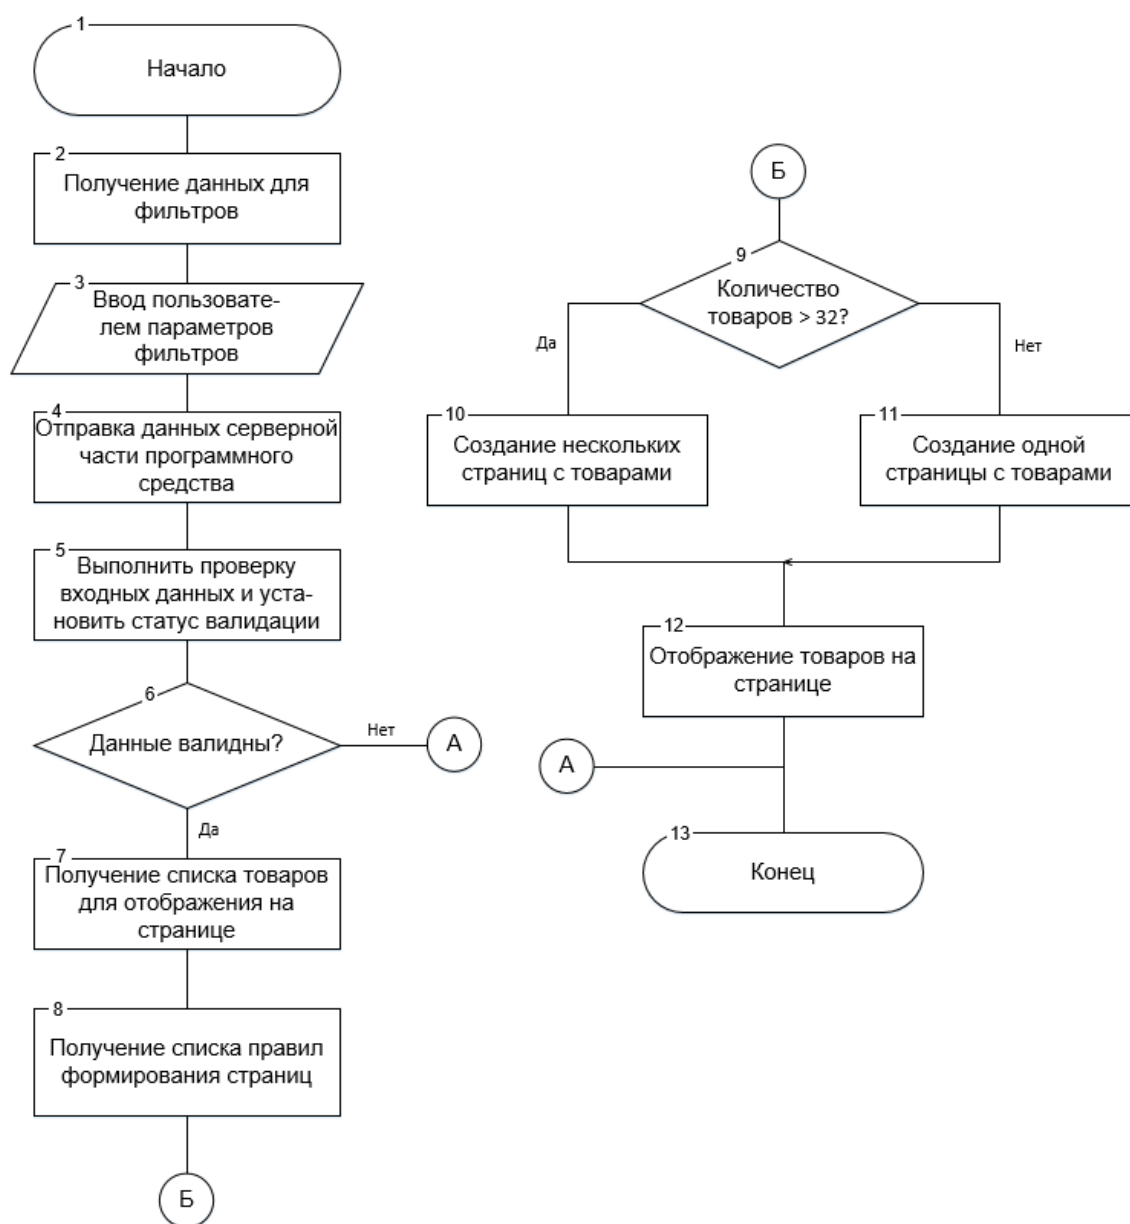 1
Начало
2
Получение данных для
фильтров
3
Ввод пользовате-
лем параметров
фильтров
4
Отправка данных серверной
части программного
средства
5
Выполнить проверку
входных данных и уста-
новить статус валидации
6
Данные валидны?
Нет
А
Да
7
Получение списка товаров
для отображения на
странице
8
Получение списка правил
формирования страниц
Б
Б
9
Количество
товаров > 32?
Да
Нет
10
Создание нескольких
страниц с товарами
11
Создание одной
страницы с товарами
12
Отображение товаров на
странице
А
13
Конец